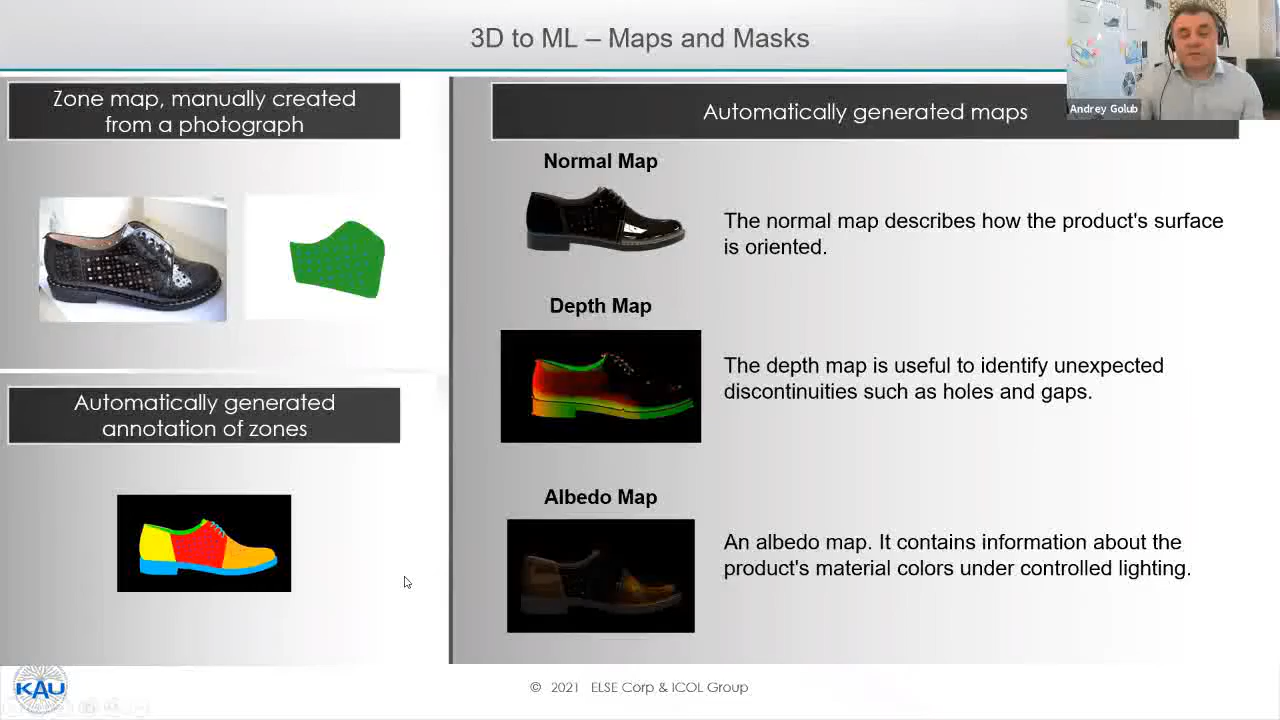 3D to ML – Maps and Masks
Andrey Golub
Zone map, manually created
from a photograph
Automatically generated
annotation of zones
Automatically generated maps
Normal Map
The normal map describes how the product's surface
is oriented.
Depth Map
The depth map is useful to identify unexpected
discontinuities such as holes and gaps.
Albedo Map
An albedo map. It contains information about the
product's material colors under controlled lighting.
KAU
© 2021 ELSE Corp & ICOL Group